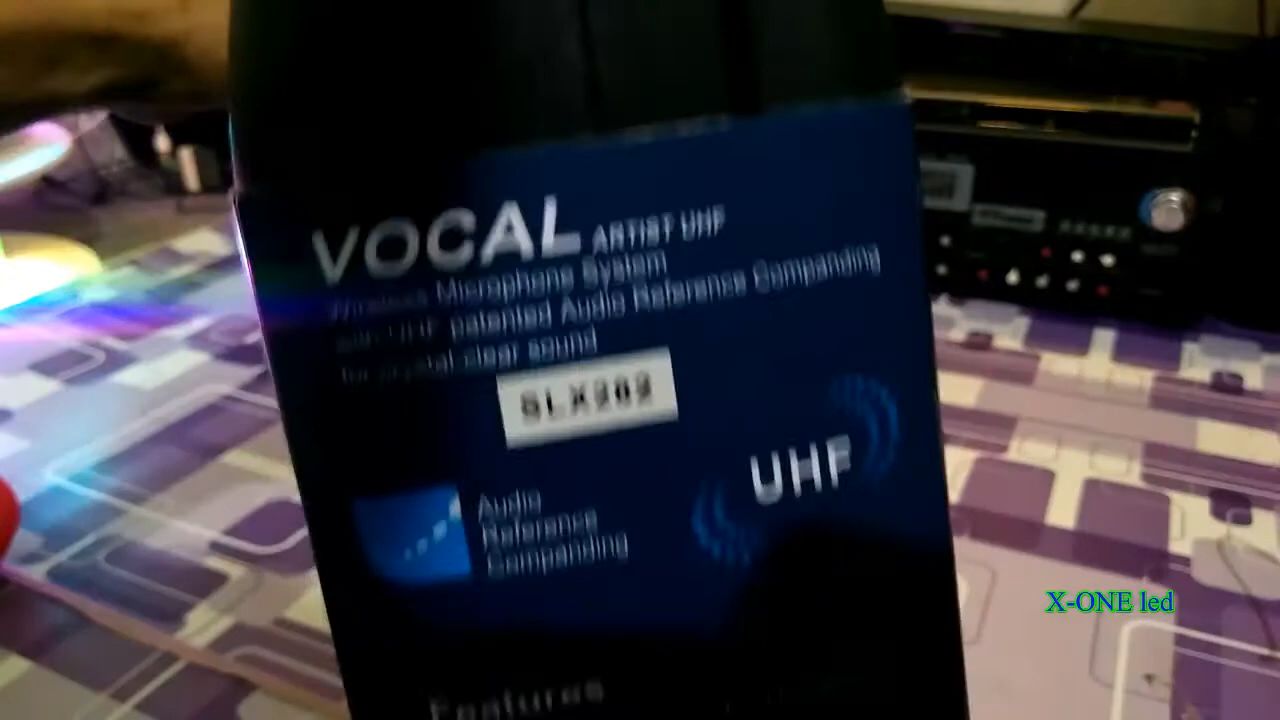 VOCAL ARTIST UHF
Wireless Microphone System
with UHF patented Audio Reference Companding
for crystal clear sound
UHF
Audio
Reference
Companding
X-ONE led
Features